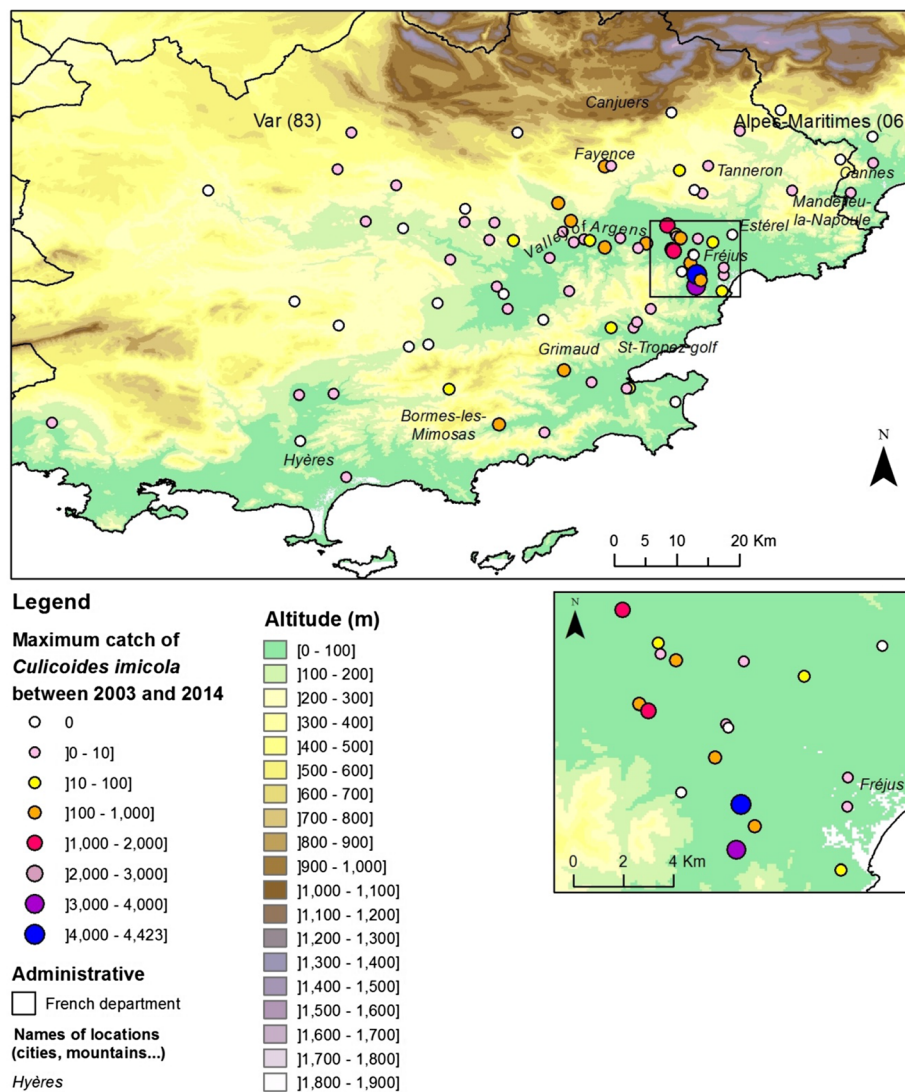 Canjuers
Var (83)
Alpes-Maritimes (06
Fayence
Tanneron
Cannes
Mandelieu-
la-Napoule
Estérel
Valley of Argens
Fréjus
Grimaud
St-Tropez golf
Bormes-les-
Mimosas
Hyères
N
0 5 10 20 Km
Legend
Maximum catch of
Culicoides imicola
between 2003 and 2014
0
]0 - 10]
]10 - 100]
]100 - 1,000]
]1,000 - 2,000]
]2,000 - 3,000]
]3,000 - 4,000]
]4,000 - 4,423]
Administrative
French department
Names of locations
(cities, mountains...)
Hyères
Altitude (m)
[0 - 100]
]100 - 200]
]200 - 300]
]300 - 400]
]400 - 500]
]500 - 600]
]600 - 700]
]700 - 800]
]800 - 900]
]900 - 1,000]
]1,000 - 1,100]
]1,100 - 1,200]
]1,200 - 1,300]
]1,300 - 1,400]
]1,400 - 1,500]
]1,500 - 1,600]
]1,600 - 1,700]
]1,700 - 1,800]
]1,800 - 1,900]
N
Fréjus
0 2 4 Km